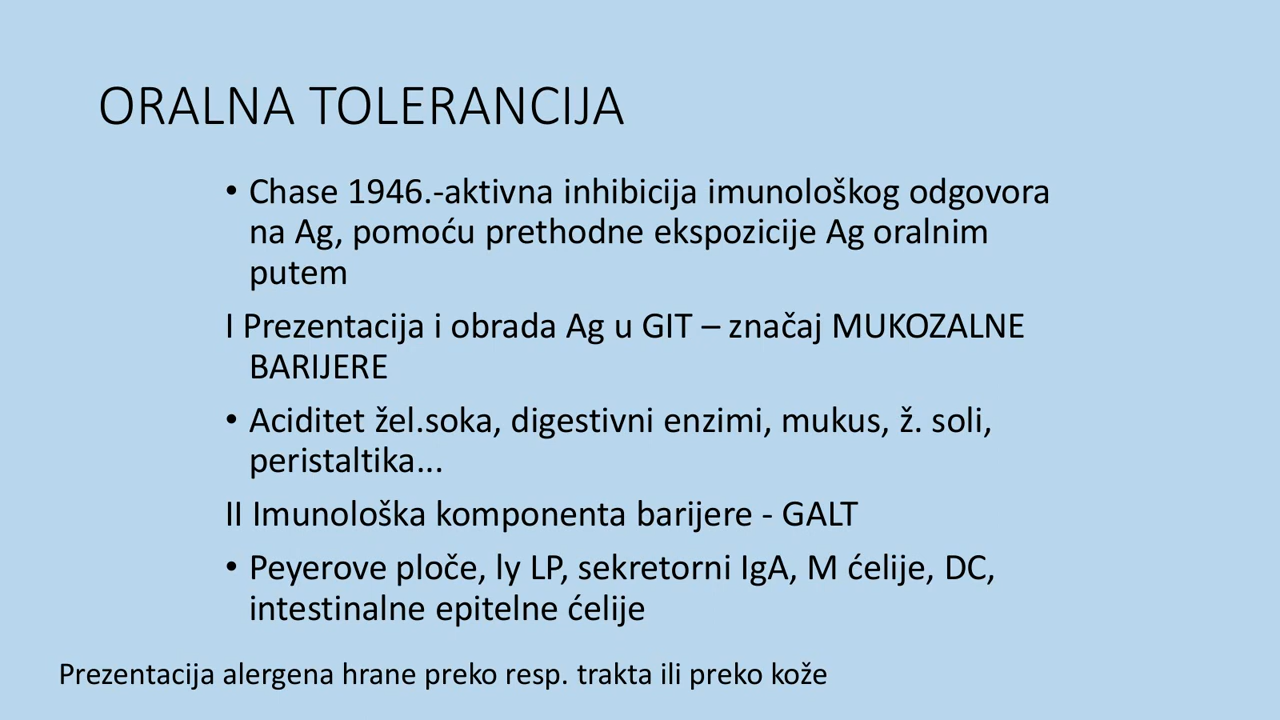 ORALNA TOLERANCIJA
• Chase 1946.-aktivna inhibicija imunološkog odgovora
na Ag, pomoću prethodne ekspozicije Ag oralnim
putem
I Prezentacija i obrada Ag u GIT – značaj MUKOZALNE
BARIJERE
• Aciditet žel.soka, digestivni enzimi, mukus, ž. soli,
peristaltika...
II Imunološka komponenta barijere - GALT
• Peyerove ploče, ly LP, sekretorni IgA, M ćelije, DC,
intestinalne epitelne ćelije
Prezentacija alergena hrane preko resp. trakta ili preko kože